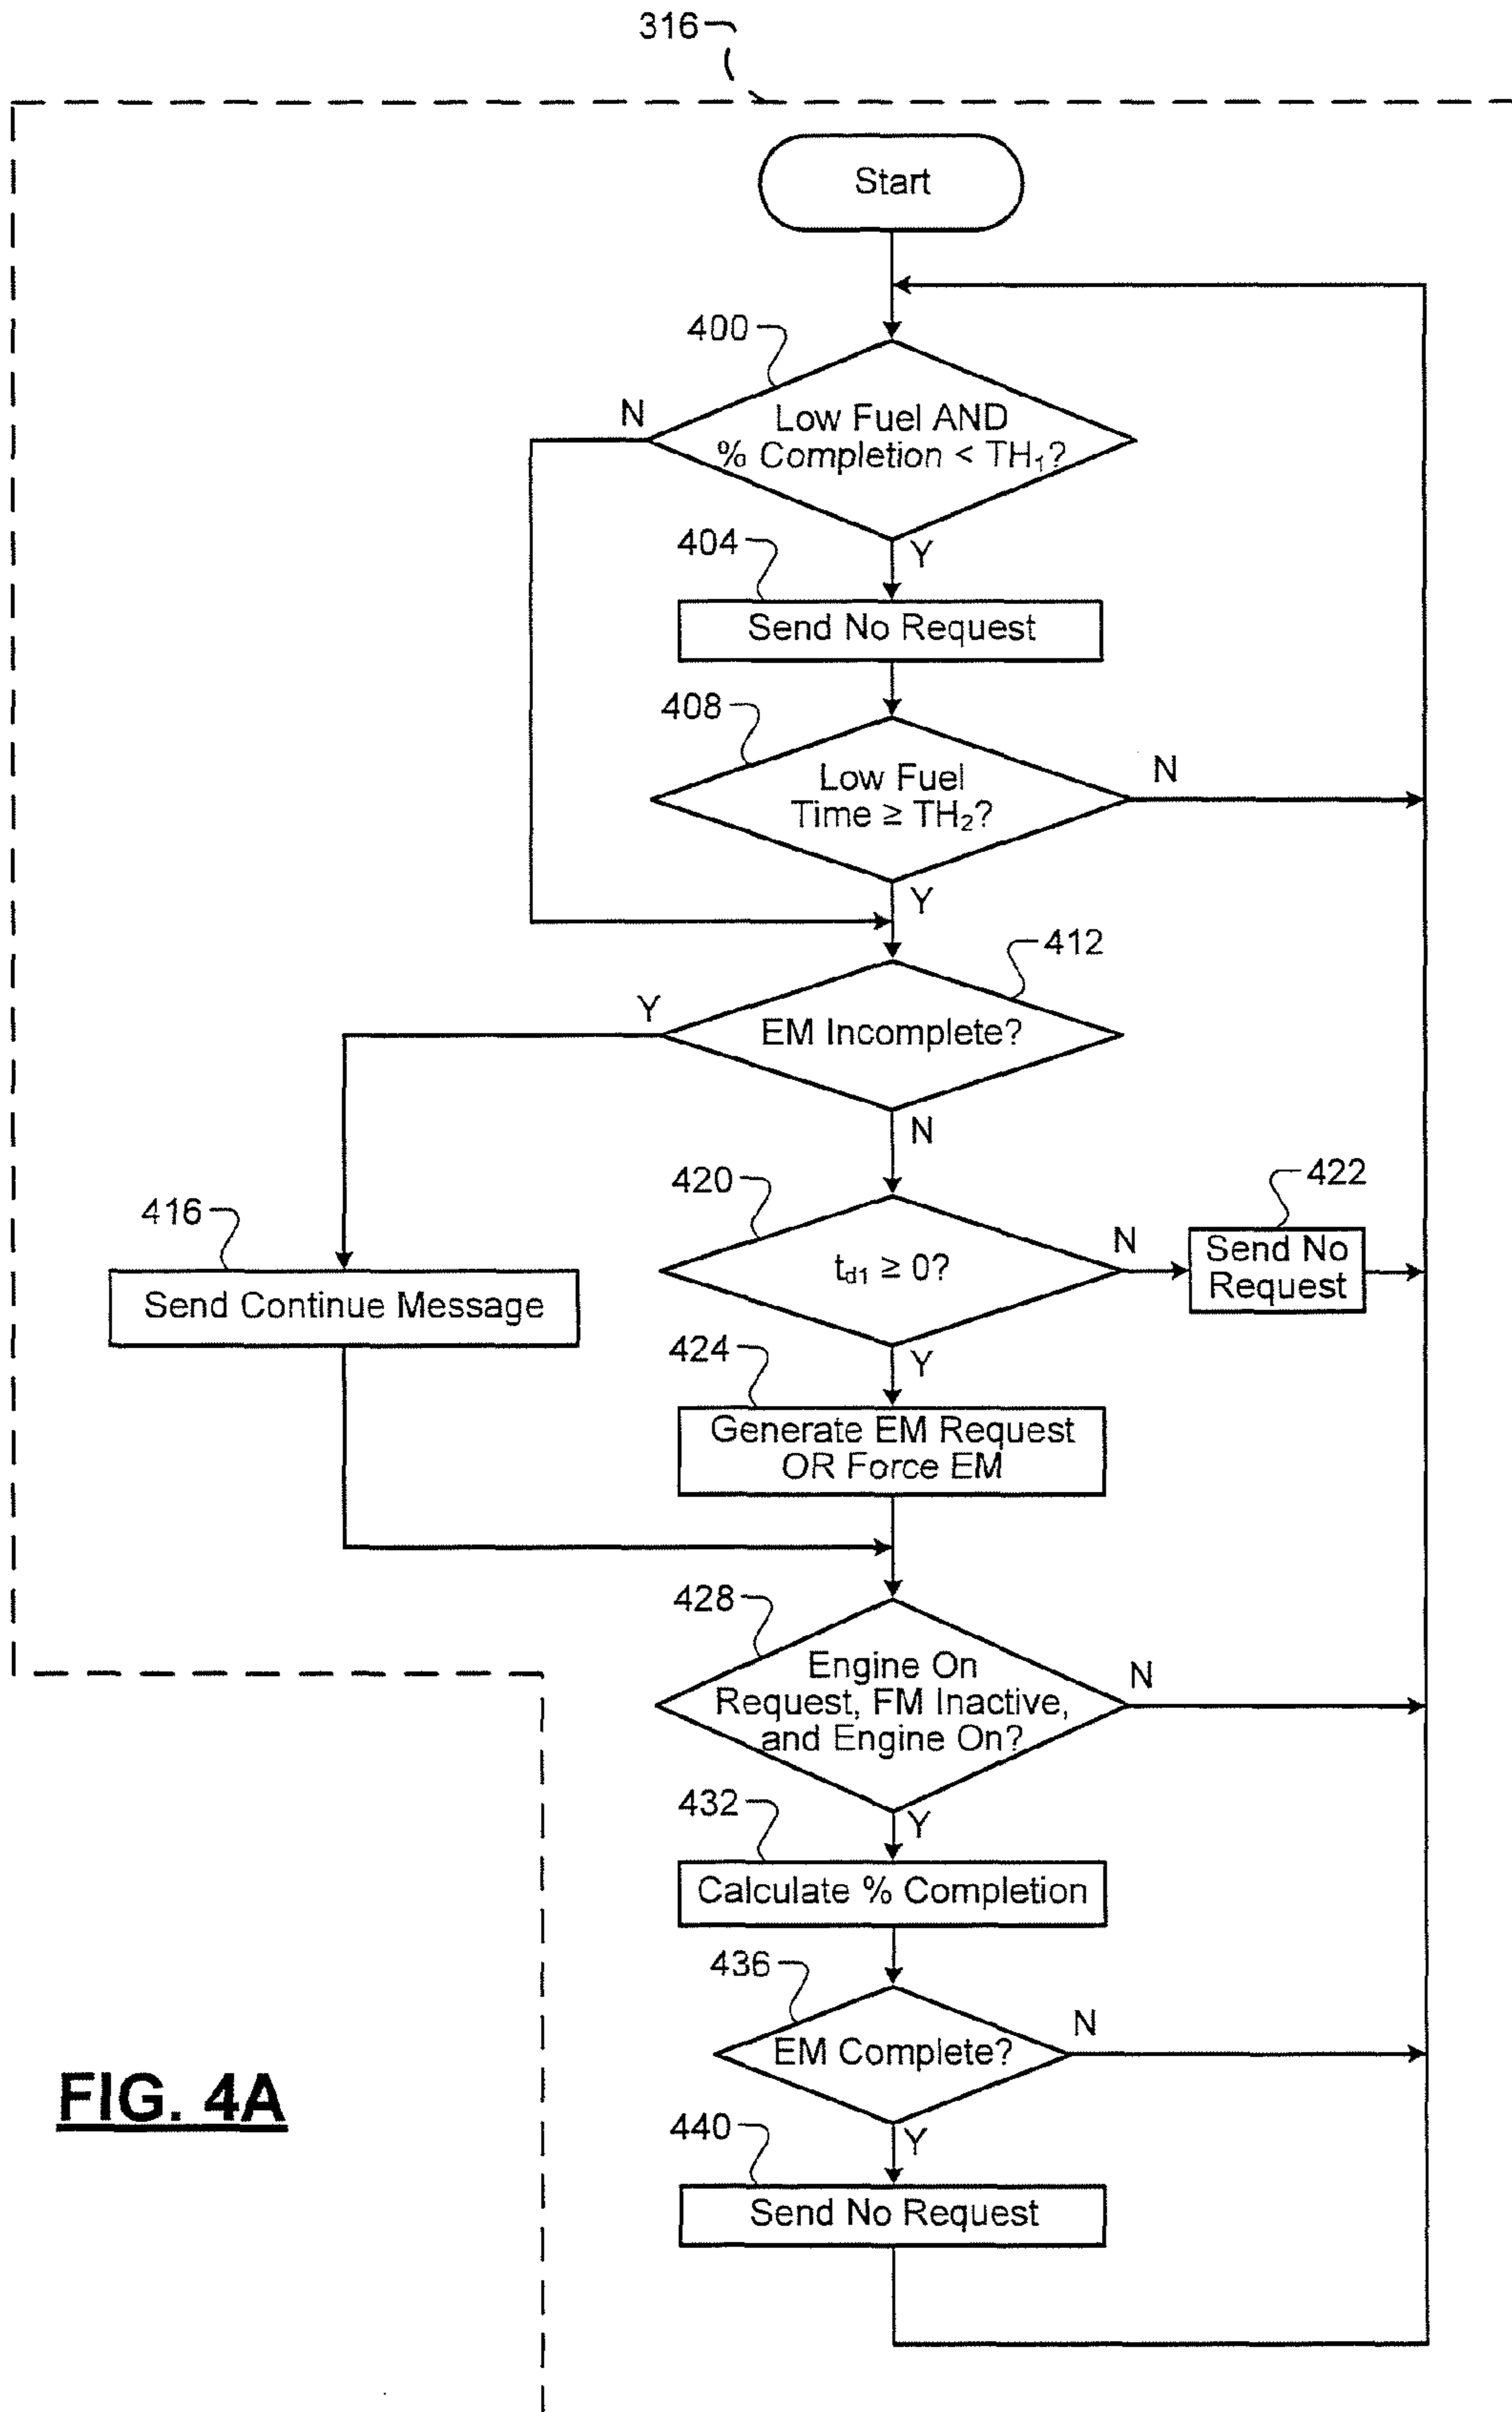 316
Start
400
N
Low Fuel AND
% Completion < TH₁?
Y
404
Send No Request
408
Low Fuel
Time ≥ TH₂?
N
Y
412
Y
EM Incomplete?
N
416
Send Continue Message
420
t_d1 ≥ 0?
N
422
Send No
Request
Y
424
Generate EM Request
OR Force EM
428
Engine On
Request, FM Inactive,
and Engine On?
N
Y
432
Calculate % Completion
436
EM Complete?
N
Y
440
Send No Request
FIG. 4A